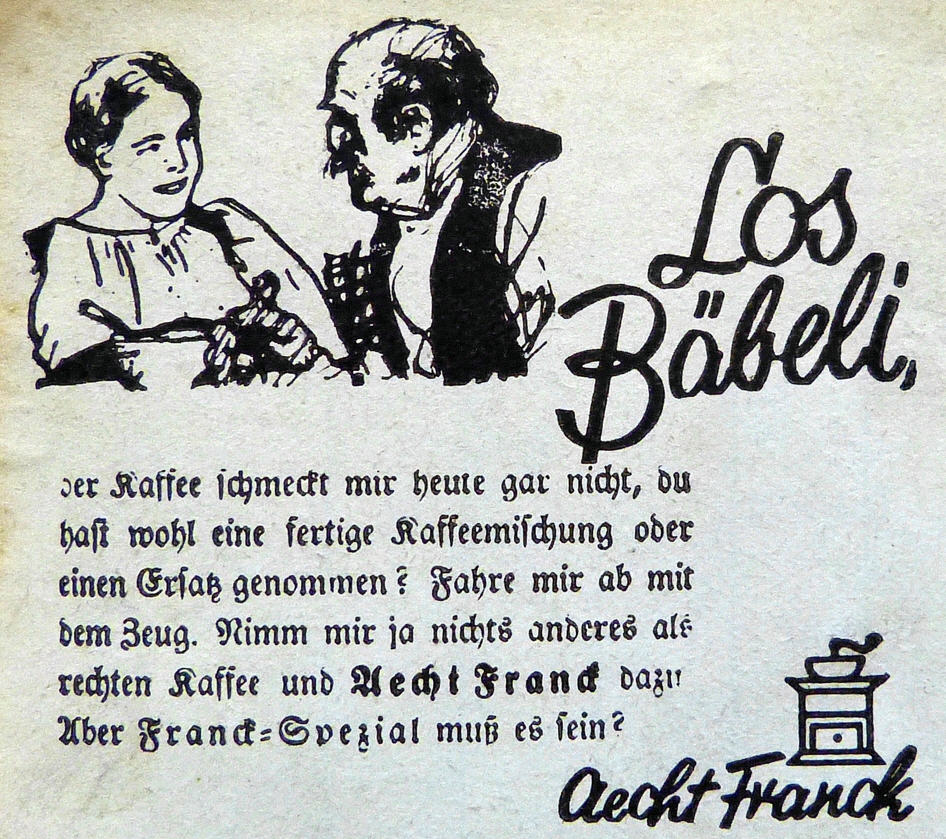 Los
Bäbeli,
der Kaffee schmeckt mir heute gar nicht, du
hast wohl eine fertige Kaffeemischung oder
einen Ersatz genommen? Fahre mir ab mit
dem Zeug. Nimm mir ja nichts anderes als
rechten Kaffee und Aecht Franck dazu
Aber Franck-Spezial muß es sein?
Aecht Franck